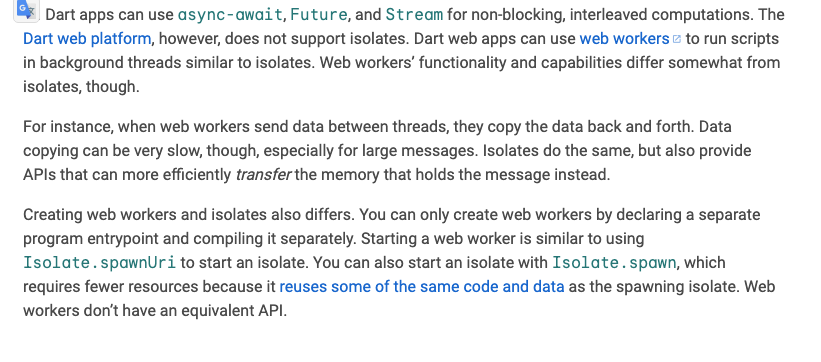 Dart apps can use async-await, Future, and Stream for non-blocking, interleaved computations. The
Dart web platform, however, does not support isolates. Dart web apps can use web workers to run scripts
in background threads similar to isolates. Web workers’ functionality and capabilities differ somewhat from
isolates, though.
For instance, when web workers send data between threads, they copy the data back and forth. Data
copying can be very slow, though, especially for large messages. Isolates do the same, but also provide
APIs that can more efficiently transfer the memory that holds the message instead.
Creating web workers and isolates also differs. You can only create web workers by declaring a separate
program entrypoint and compiling it separately. Starting a web worker is similar to using
Isolate.spawnUri to start an isolate. You can also start an isolate with Isolate.spawn, which
requires fewer resources because it reuses some of the same code and data as the spawning isolate. Web
workers don’t have an equivalent API.